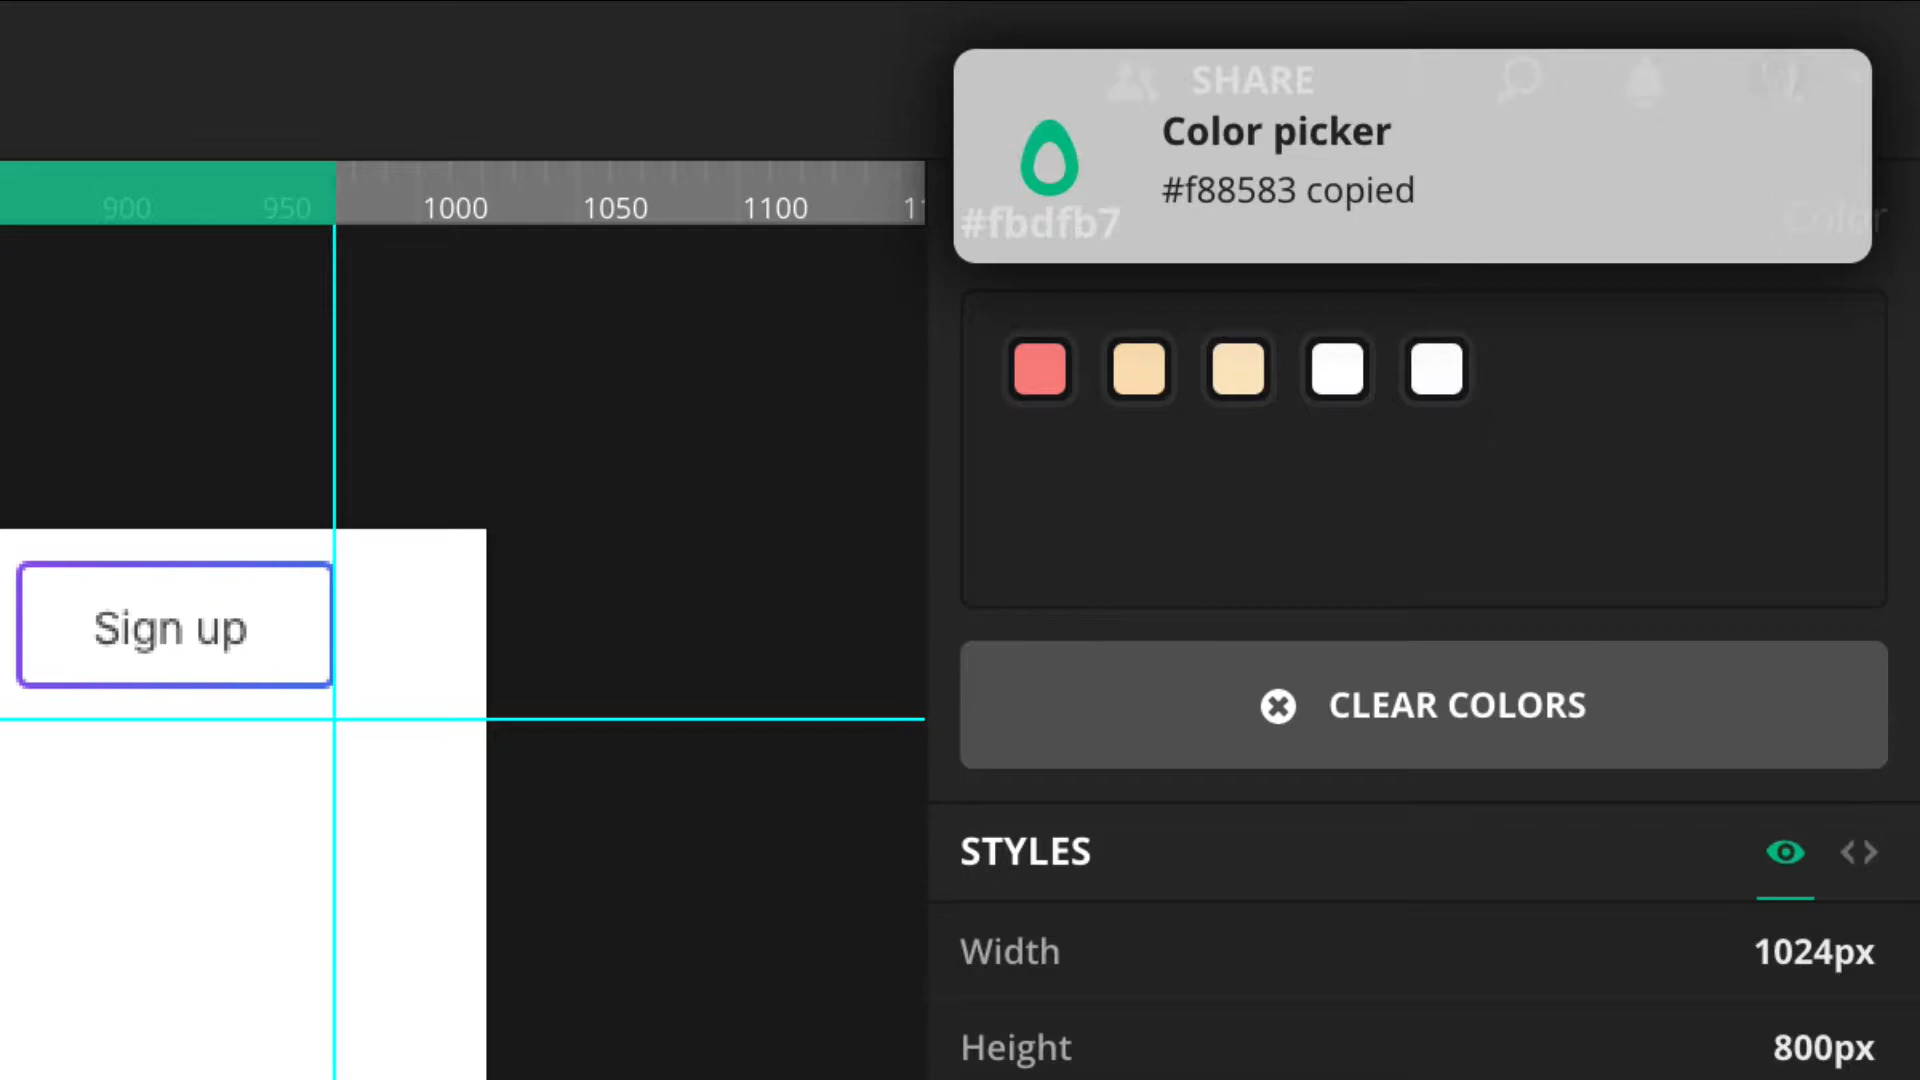 SHARE
Color picker
#f88583 copied
#fbdfb7
Color
900 950 1000 1050 1100
Sign up
CLEAR COLORS
STYLES
Width 1024px
Height 800px